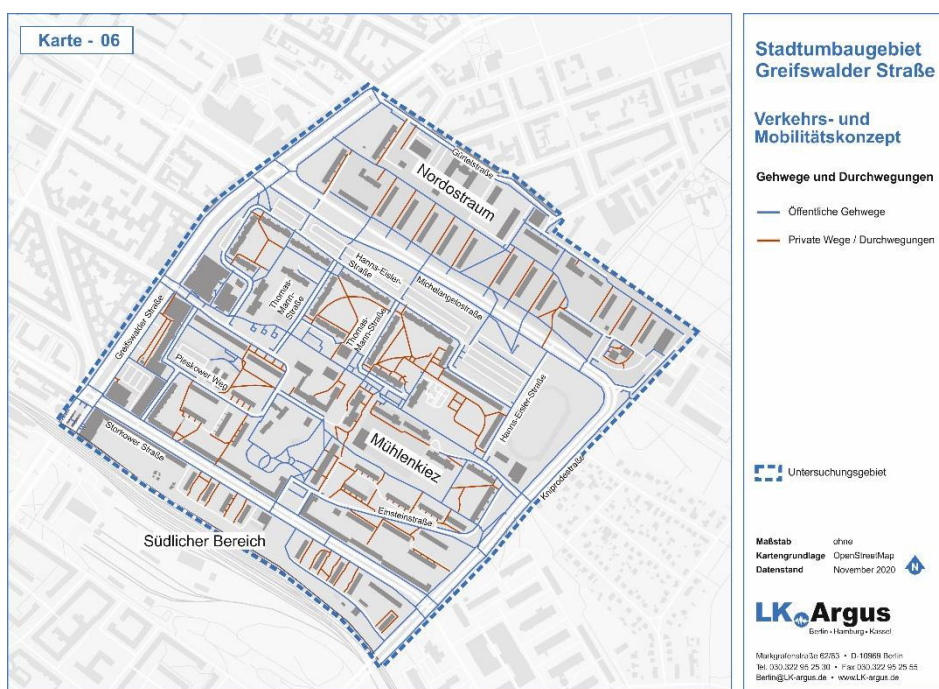 Karte - 06
Gürtelstraße
Nordostraum
Hanns-Eisler-
Straße
Michelangelostraße
Thomas-
Mann-
Straße
Thomas-
Mann-Straße
Greifswalder Straße
Pieskower Weg
Hanns-Eisler-Straße
Storkower Straße
Mühlenkiez
Kniprodestraße
Einsteinstraße
Südlicher Bereich
Stadtumbaugebiet
Greifswalder Straße
Verkehrs- und
Mobilitätskonzept
Gehwege und Durchwegungen
Öffentliche Gehwege
Private Wege / Durchwegungen
Untersuchungsgebiet
Maßstab ohne
Kartengrundlage OpenStreetMap
Datenstand November 2020
N
LK Argus
Berlin • Hamburg • Kassel
Markgrafenstraße 62/63 • D-10969 Berlin
Tel. 030.322 95 25 30 • Fax 030.322 95 25 55
Berlin@LK-argus.de • www.LK-argus.de